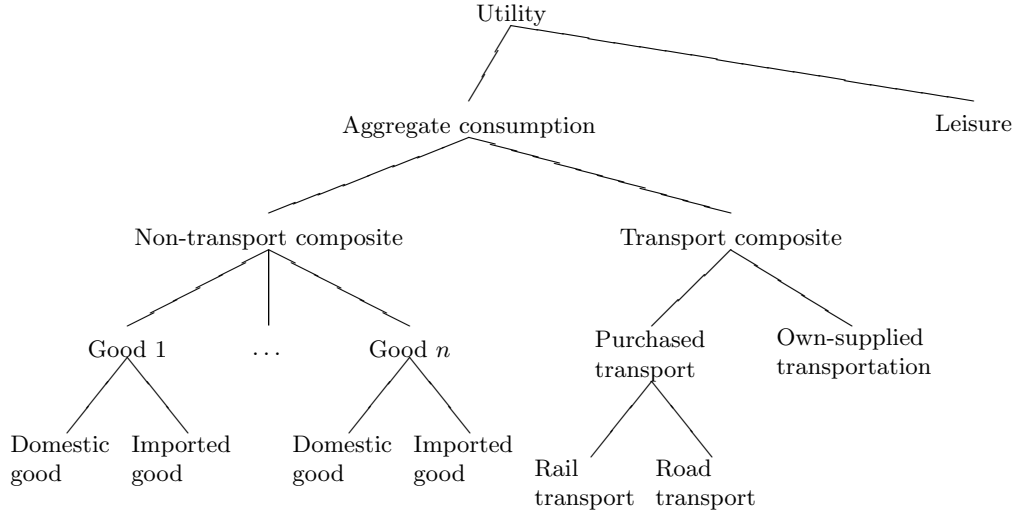 Utility
Aggregate consumption
Leisure
Non-transport composite
Transport composite
Good 1
...
Good n
Purchased
transport
Own-supplied
transportation
Domestic
good
Imported
good
Domestic
good
Imported
good
Rail
transport
Road
transport